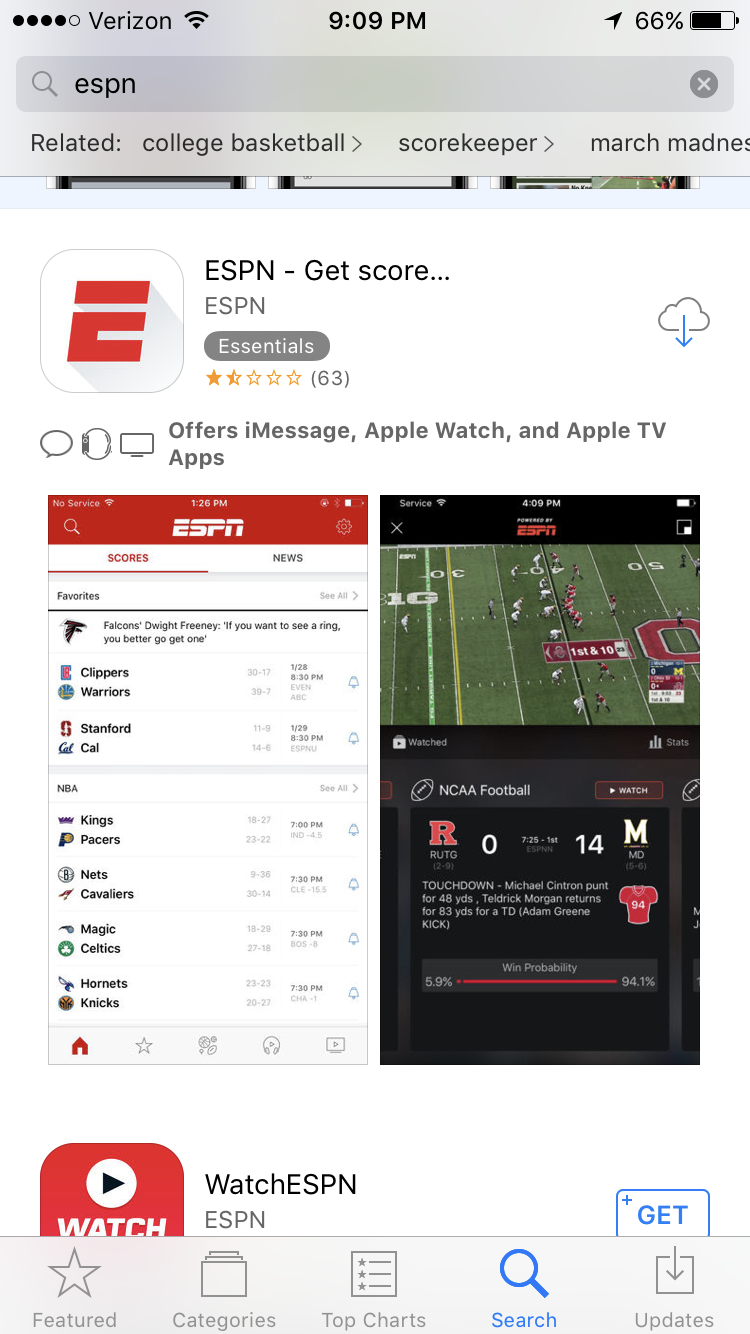 Verizon 9:09 PM 66%
espn
Related: college basketball > scorekeeper > march madnes
ESPN - Get score...
ESPN
Essentials
(63)
Offers iMessage, Apple Watch, and Apple TV
Apps
No Service 1:26 PM
ESPN
SCORES NEWS
Favorites See All >
Falcons' Dwight Freeney: 'If you want to see a ring,
you better go get one'
Clippers 30-17
Warriors 39-7
1/28
8:30 PM
EVEN
ABC
Stanford 11-9
Cal 14-6
1/29
8:30 PM
ESPNU
NBA See All >
Kings 18-27 7:00 PM
Pacers 23-22 IND -4.5
Nets 9-36 7:30 PM
Cavaliers 30-14 CLE -15.5
Magic 18-29 7:30 PM
Celtics 27-18 BOS -8
Hornets 23-23 7:30 PM
Knicks 20-27 CHA -1
Service 4:09 PM
POWERED BY
ESPN
1st & 10 23
Watched Stats
NCAA Football WATCH
R 0 7:25 - 1st 14 M
RUTG ESPNN MD
(2-9) (5-6)
TOUCHDOWN - Michael Cintron punt
for 48 yds , Teldrick Morgan returns
for 83 yds for a TD (Adam Greene
KICK)
94
Win Probability
5.9% 94.1%
WATCH
WatchESPN
ESPN
+ GET
Featured Categories Top Charts Search Updates